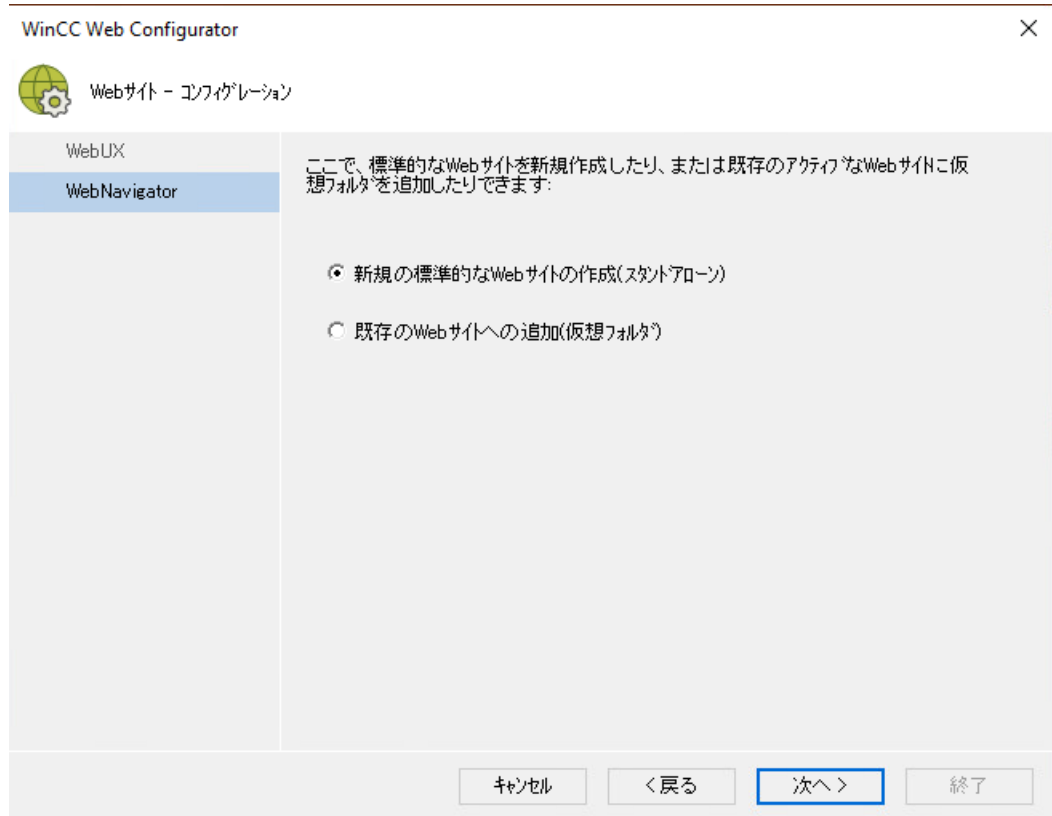 WinCC Web Configurator
Webｻｲﾄ - ｺﾝﾌｨｸﾞﾚｰｼｮﾝ
WebUX
WebNavigator
ここで、標準的なWebｻｲﾄを新規作成したり、または既存のｱｸﾃｨﾌﾞなWebｻｲﾄに仮
想ﾌｫﾙﾀﾞを追加したりできます:
新規の標準的なWebｻｲﾄの作成(ｽﾀﾝﾄﾞｱﾛｰﾝ)
既存のWebｻｲﾄへの追加(仮想ﾌｫﾙﾀﾞ)
ｷｬﾝｾﾙ
<戻る
次へ>
終了